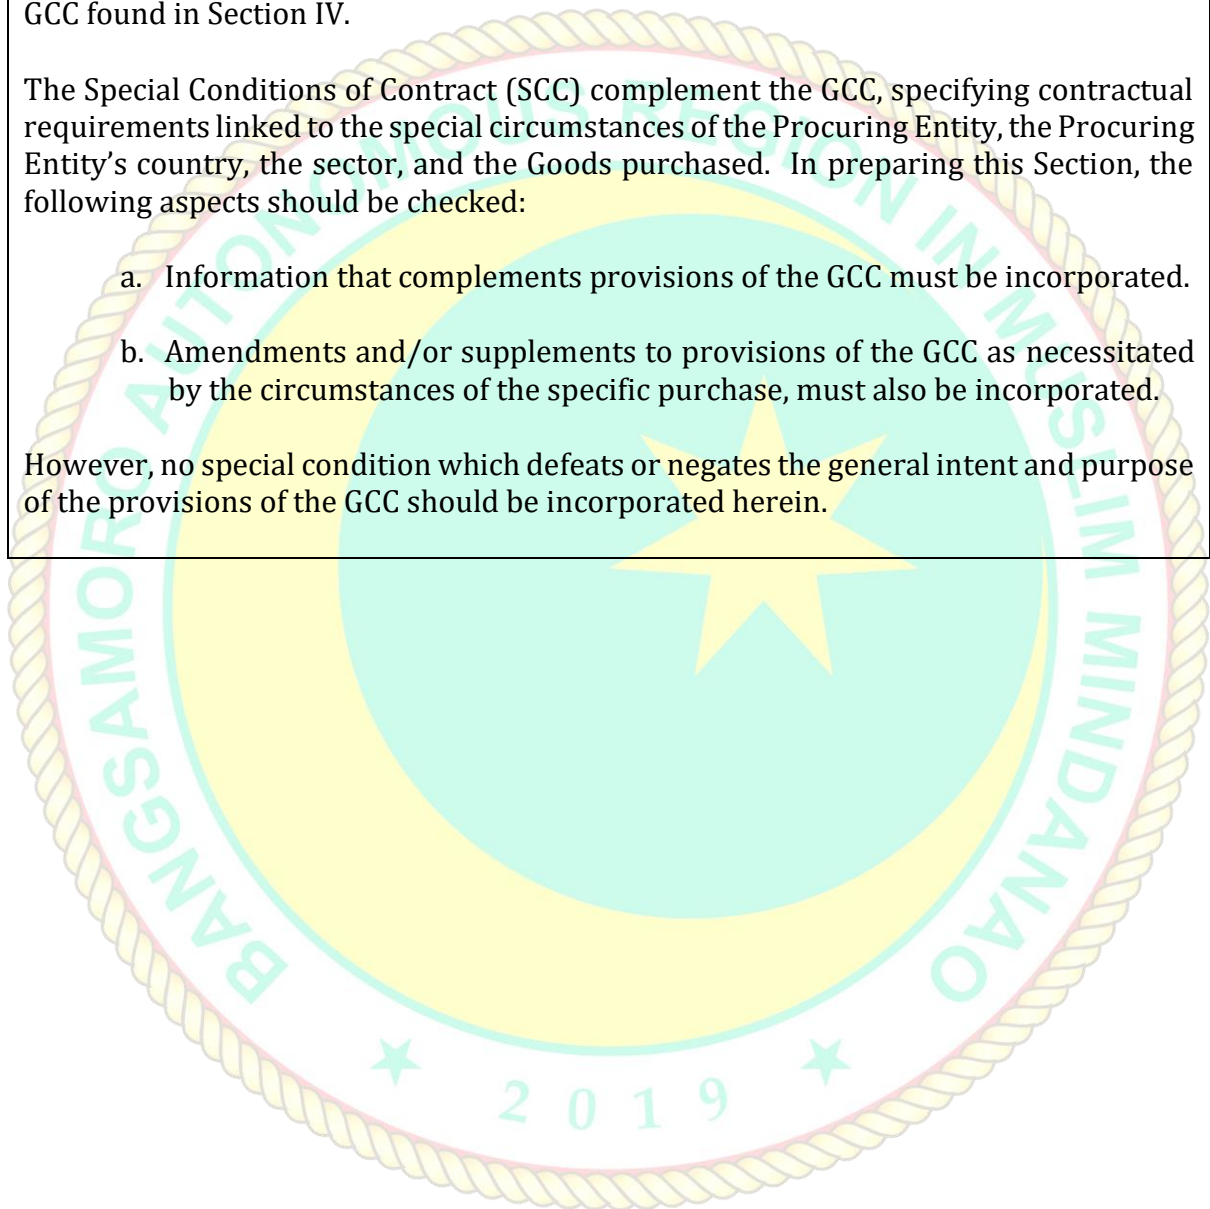 GCC found in Section IV.
The Special Conditions of Contract (SCC) complement the GCC, specifying contractual
requirements linked to the special circumstances of the Procuring Entity, the Procuring
Entity’s country, the sector, and the Goods purchased. In preparing this Section, the
following aspects should be checked:
a. Information that complements provisions of the GCC must be incorporated.
b. Amendments and/or supplements to provisions of the GCC as necessitated
by the circumstances of the specific purchase, must also be incorporated.
However, no special condition which defeats or negates the general intent and purpose
of the provisions of the GCC should be incorporated herein.
BANGSAMORO AUTONOMOUS REGION IN MUSLIM MINDANAO
2019